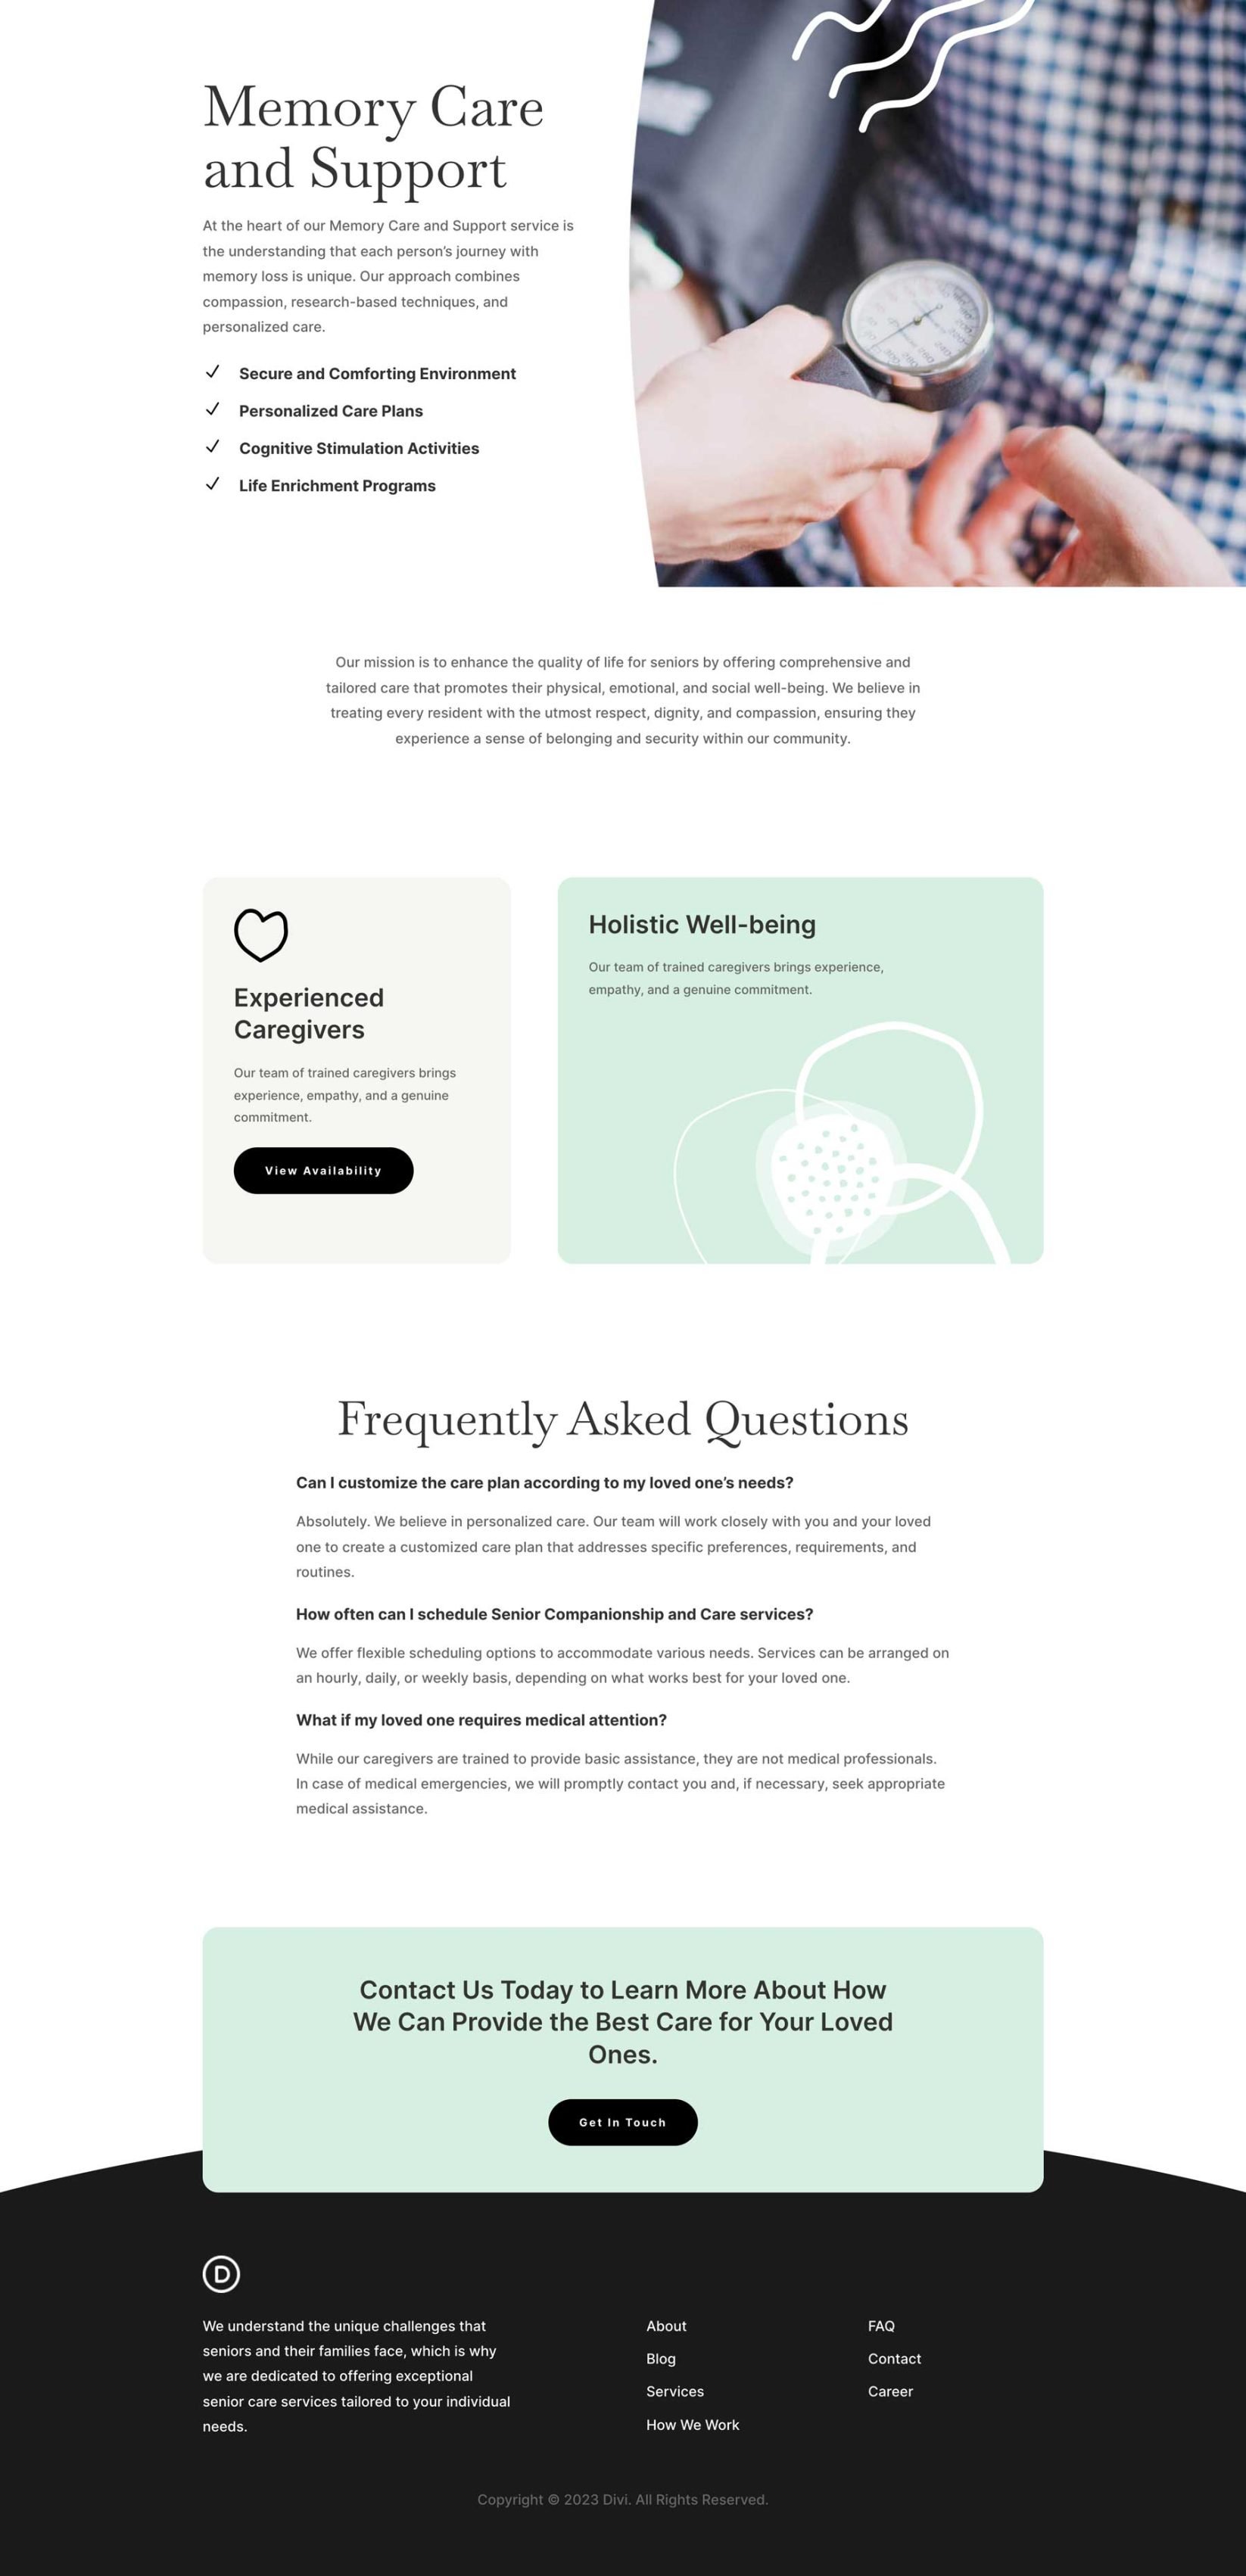 Memory Care
and Support
At the heart of our Memory Care and Support service is
the understanding that each person’s journey with
memory loss is unique. Our approach combines
compassion, research-based techniques, and
personalized care.
Secure and Comforting Environment
Personalized Care Plans
Cognitive Stimulation Activities
Life Enrichment Programs
Our mission is to enhance the quality of life for seniors by offering comprehensive and
tailored care that promotes their physical, emotional, and social well-being. We believe in
treating every resident with the utmost respect, dignity, and compassion, ensuring they
experience a sense of belonging and security within our community.
Experienced
Caregivers
Our team of trained caregivers brings
experience, empathy, and a genuine
commitment.
View Availability
Holistic Well-being
Our team of trained caregivers brings experience,
empathy, and a genuine commitment.
Frequently Asked Questions
Can I customize the care plan according to my loved one’s needs?
Absolutely. We believe in personalized care. Our team will work closely with you and your loved
one to create a customized care plan that addresses specific preferences, requirements, and
routines.
How often can I schedule Senior Companionship and Care services?
We offer flexible scheduling options to accommodate various needs. Services can be arranged on
an hourly, daily, or weekly basis, depending on what works best for your loved one.
What if my loved one requires medical attention?
While our caregivers are trained to provide basic assistance, they are not medical professionals.
In case of medical emergencies, we will promptly contact you and, if necessary, seek appropriate
medical assistance.
Contact Us Today to Learn More About How
We Can Provide the Best Care for Your Loved
Ones.
Get In Touch
D
We understand the unique challenges that
seniors and their families face, which is why
we are dedicated to offering exceptional
senior care services tailored to your individual
needs.
About
Blog
Services
How We Work
FAQ
Contact
Career
Copyright © 2023 Divi. All Rights Reserved.